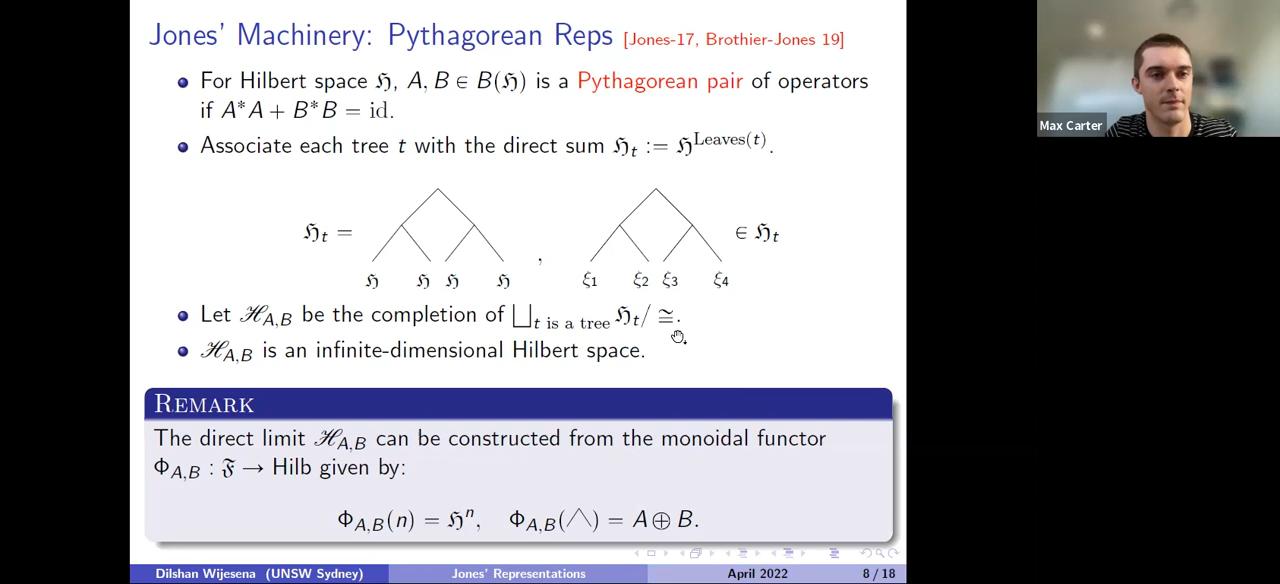 Jones' Machinery: Pythagorean Reps [Jones-17, Brothier-Jones 19]
• For Hilbert space ℌ, A, B ∈ B(ℌ) is a Pythagorean pair of operators
if A*A + B*B = id.
• Associate each tree t with the direct sum ℌ_t := ℌ^Leaves(t).
ℌ_t = , ∈ ℌ_t
ℌ ℌ ℌ ℌ ξ1 ξ2 ξ3 ξ4
• Let ℋ_A,B be the completion of ⨆_t is a tree ℌ_t/ ≅.
• ℋ_A,B is an infinite-dimensional Hilbert space.
Remark
The direct limit ℋ_A,B can be constructed from the monoidal functor
Φ_A,B : 𝔉 → Hilb given by:
Φ_A,B(n) = ℌ^n, Φ_A,B(∧) = A ⊕ B.
Dilshan Wijesena (UNSW Sydney) Jones' Representations April 2022 8 / 18
Max Carter